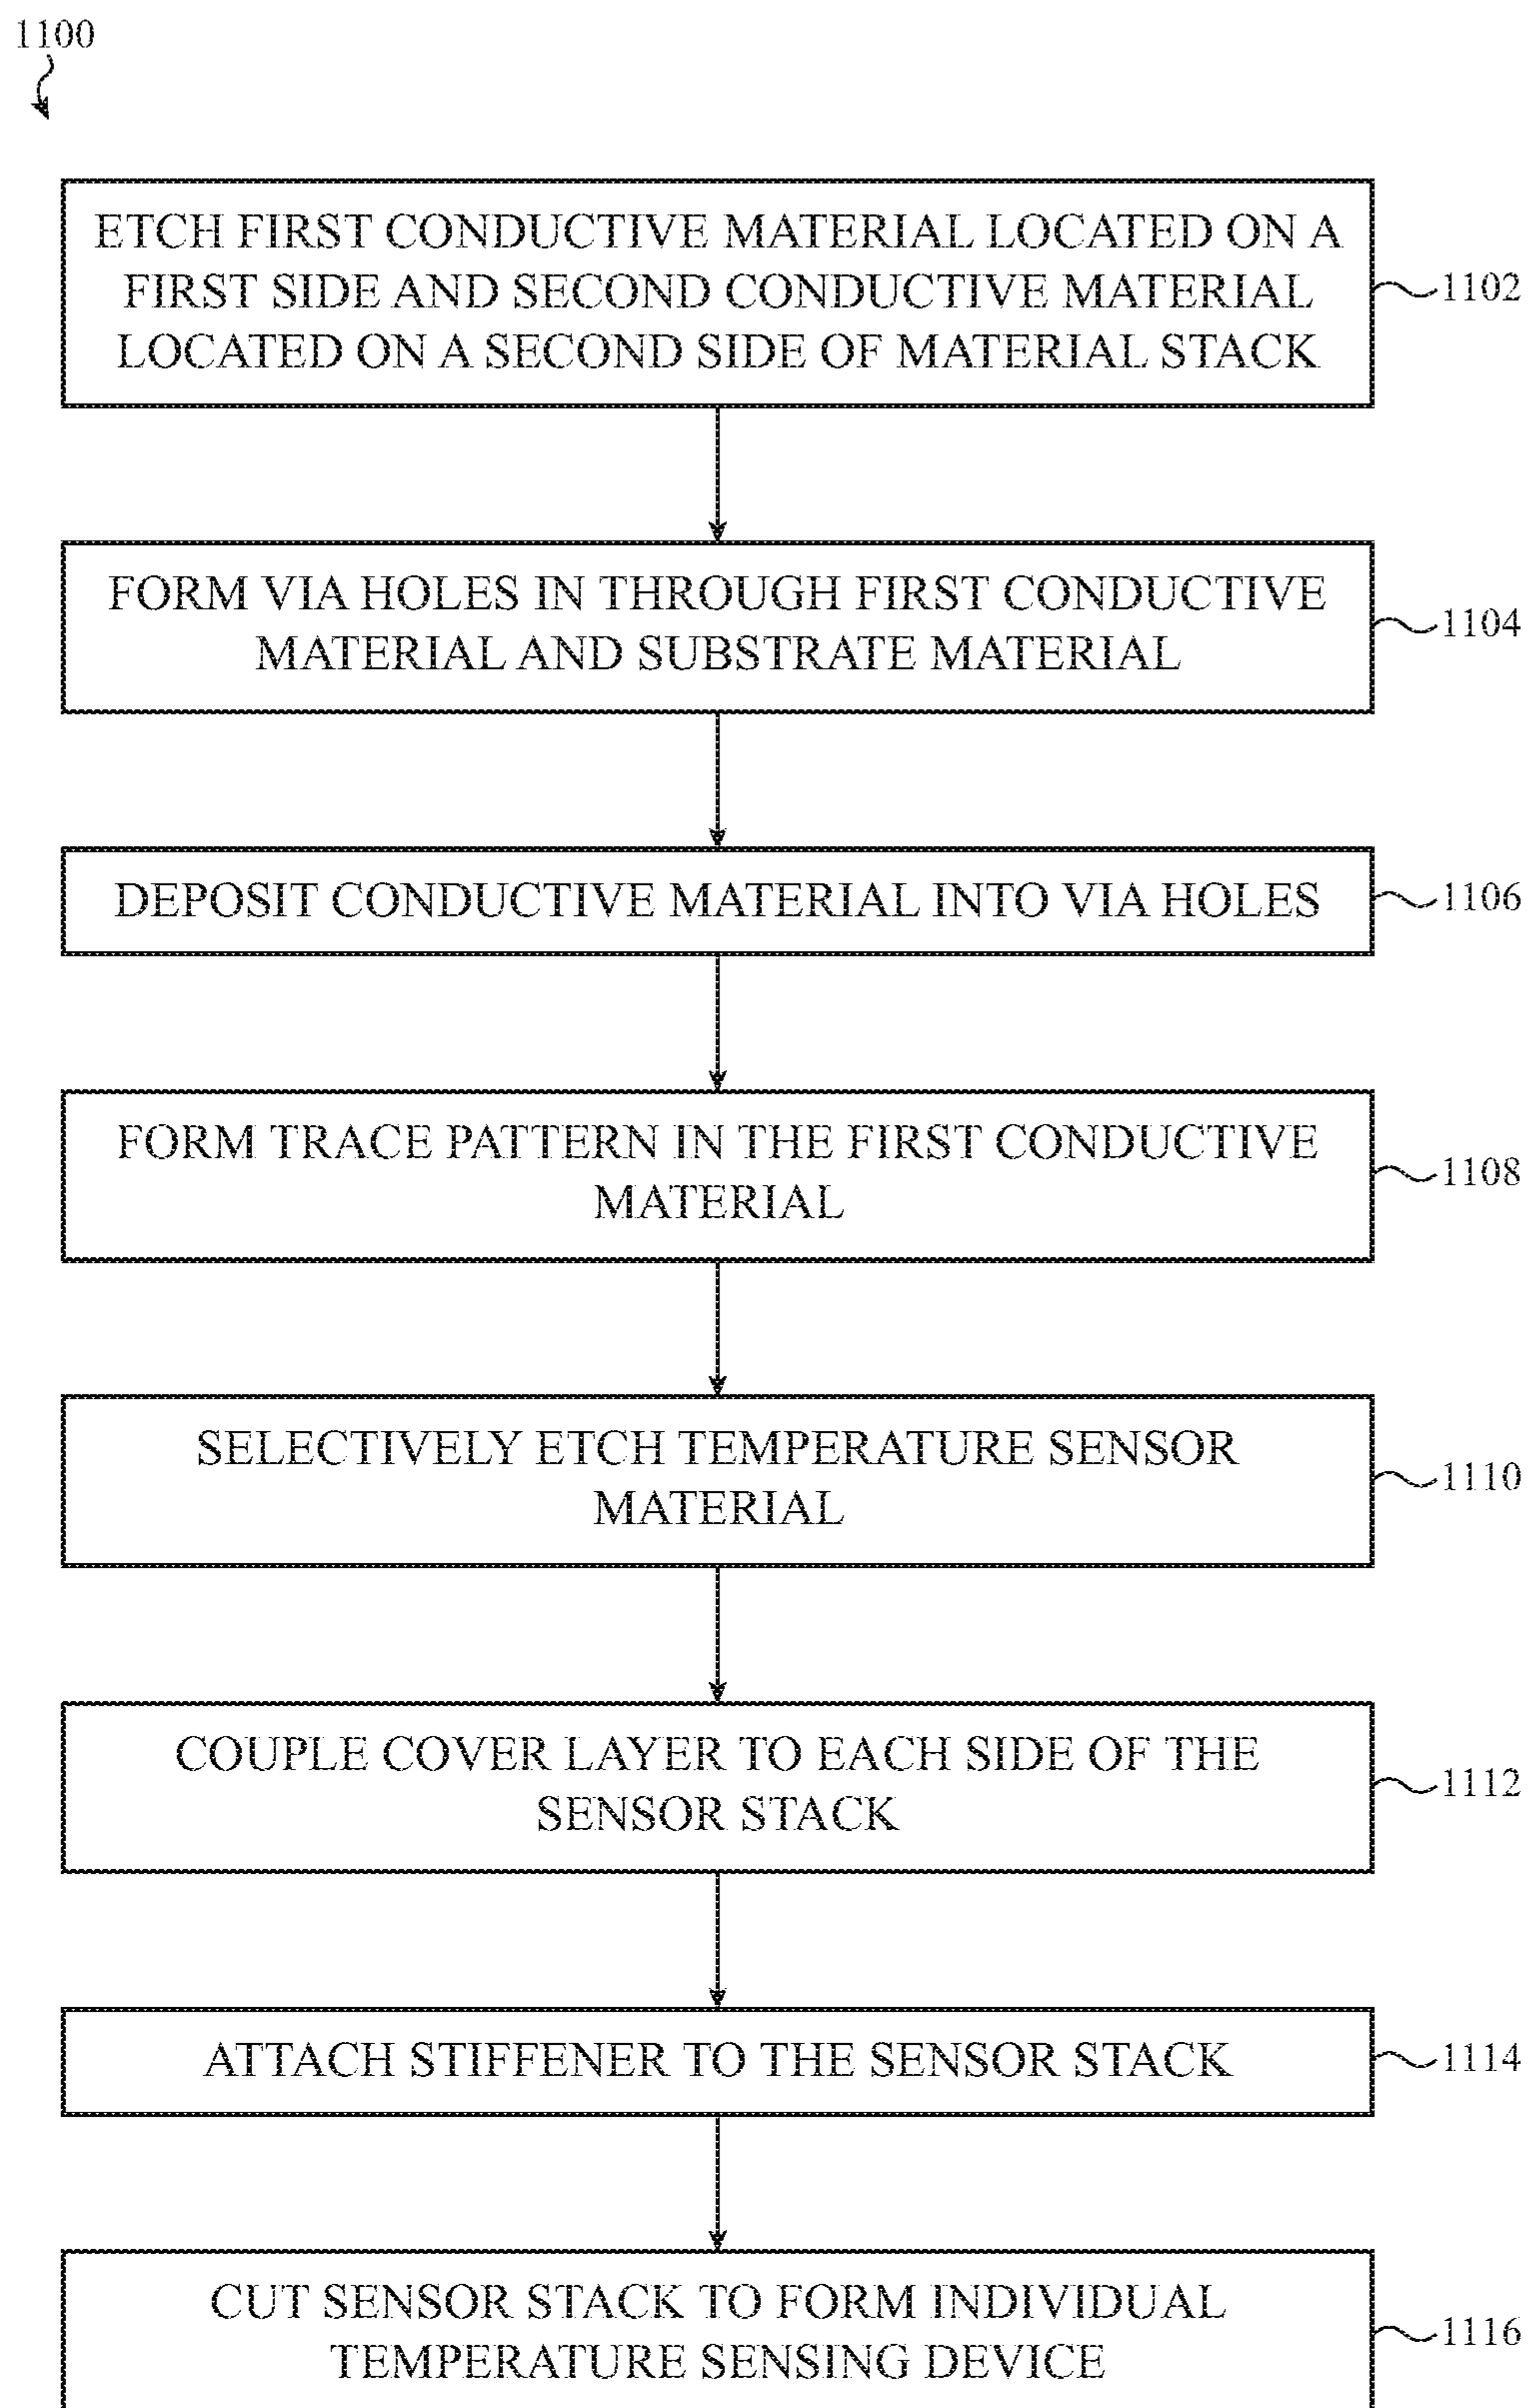 1100
ETCH FIRST CONDUCTIVE MATERIAL LOCATED ON A
FIRST SIDE AND SECOND CONDUCTIVE MATERIAL
LOCATED ON A SECOND SIDE OF MATERIAL STACK
1102
FORM VIA HOLES IN THROUGH FIRST CONDUCTIVE
MATERIAL AND SUBSTRATE MATERIAL
1104
DEPOSIT CONDUCTIVE MATERIAL INTO VIA HOLES
1106
FORM TRACE PATTERN IN THE FIRST CONDUCTIVE
MATERIAL
1108
SELECTIVELY ETCH TEMPERATURE SENSOR
MATERIAL
1110
COUPLE COVER LAYER TO EACH SIDE OF THE
SENSOR STACK
1112
ATTACH STIFFENER TO THE SENSOR STACK
1114
CUT SENSOR STACK TO FORM INDIVIDUAL
TEMPERATURE SENSING DEVICE
1116